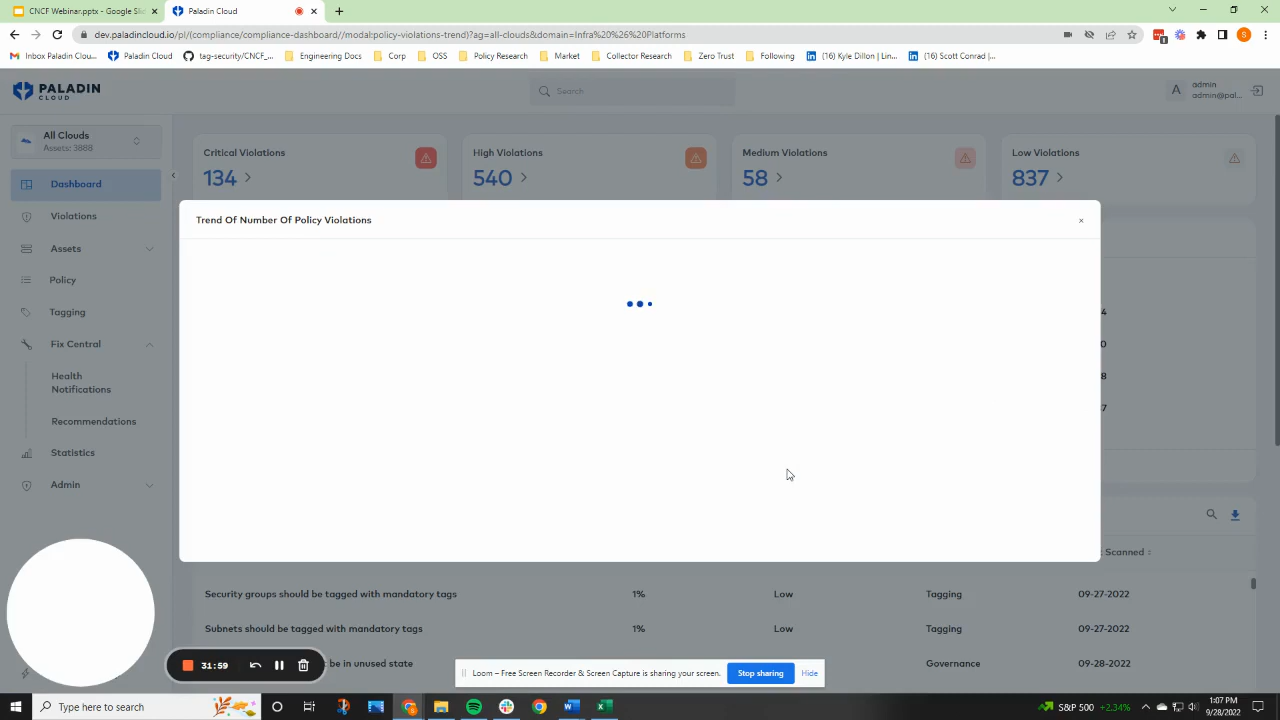 CNCF Webinar.pptx - Google Slid
Paladin Cloud
dev.paladincloud.io/pl/(compliance/compliance-dashboard//modal:policy-violations-trend)?ag=all-clouds&domain=Infra%20%26%20Platforms
Inbox Paladin Clou...
Paladin Cloud
tag-security/CNCF_...
Engineering Docs
Corp
OSS
Policy Research
Market
Collector Research
Zero Trust
Following
(16) Kyle Dillon | Lin...
(16) Scott Conrad |...
PALADIN
CLOUD
Search
A
admin
admin@pal...
All Clouds
Assets: 3888
Dashboard
Violations
Assets
Policy
Tagging
Fix Central
Health
Notifications
Recommendations
Statistics
Admin
Critical Violations
134
High Violations
540
Medium Violations
58
Low Violations
837
Trend Of Number Of Policy Violations
4
0
8
7
Scanned
Security groups should be tagged with mandatory tags 1% Low Tagging 09-27-2022
Subnets should be tagged with mandatory tags 1% Low Tagging 09-27-2022
be in unused state Governance 09-28-2022
31:59
Loom – Free Screen Recorder & Screen Capture is sharing your screen.
Stop sharing
Hide
Type here to search
S&P 500 +2.34%
1:07 PM
9/28/2022